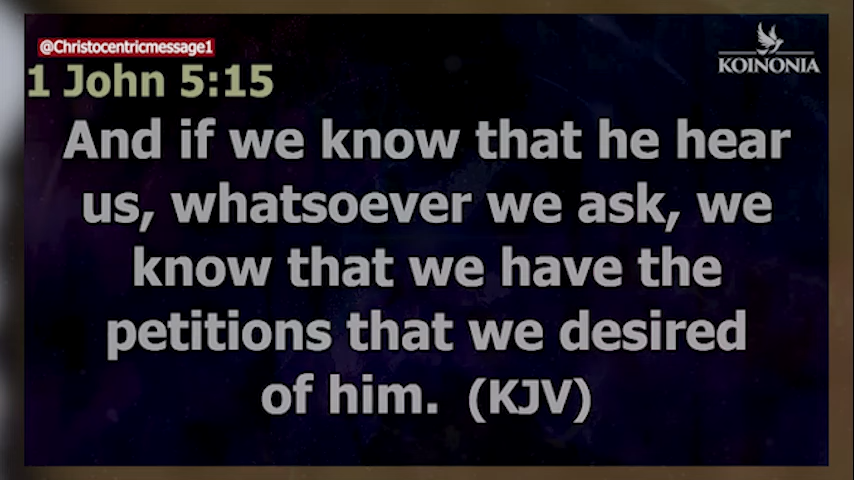 @Christocentricmessage1
KOINONIA
1 John 5:15
And if we know that he hear
us, whatsoever we ask, we
know that we have the
petitions that we desired
of him. (KJV)